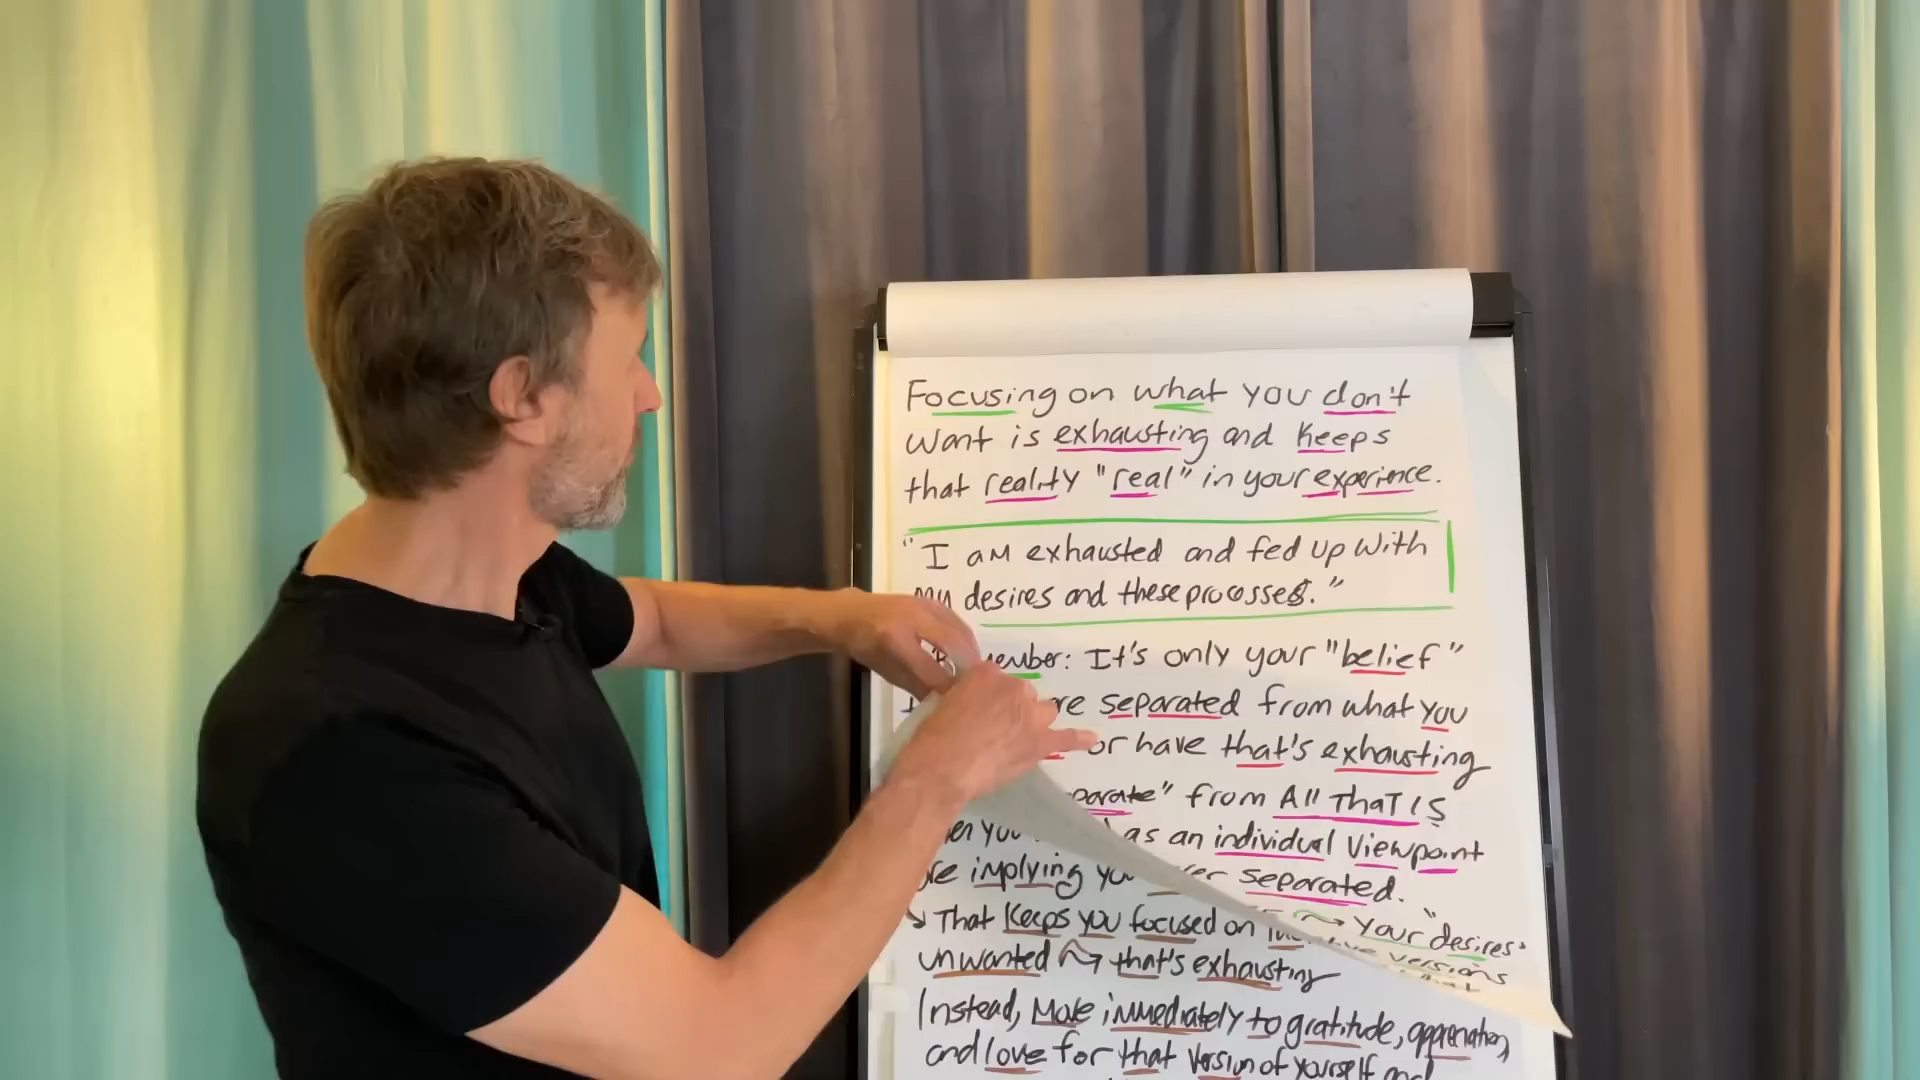 Focusing on what you don't
want is exhausting and keeps
that reality "real" in your experience.
"I am exhausted and fed up with
my desires and these processes."
Remember: It's only your "belief"
are separated from what you
or have that's exhausting
from All That Is
you as an individual viewpoint
implying separated.
That keeps you focused on
unwanted that's exhausting
your desires
versions
Instead, move immediately to gratitude, appreciation,
and love for that version of yourself and